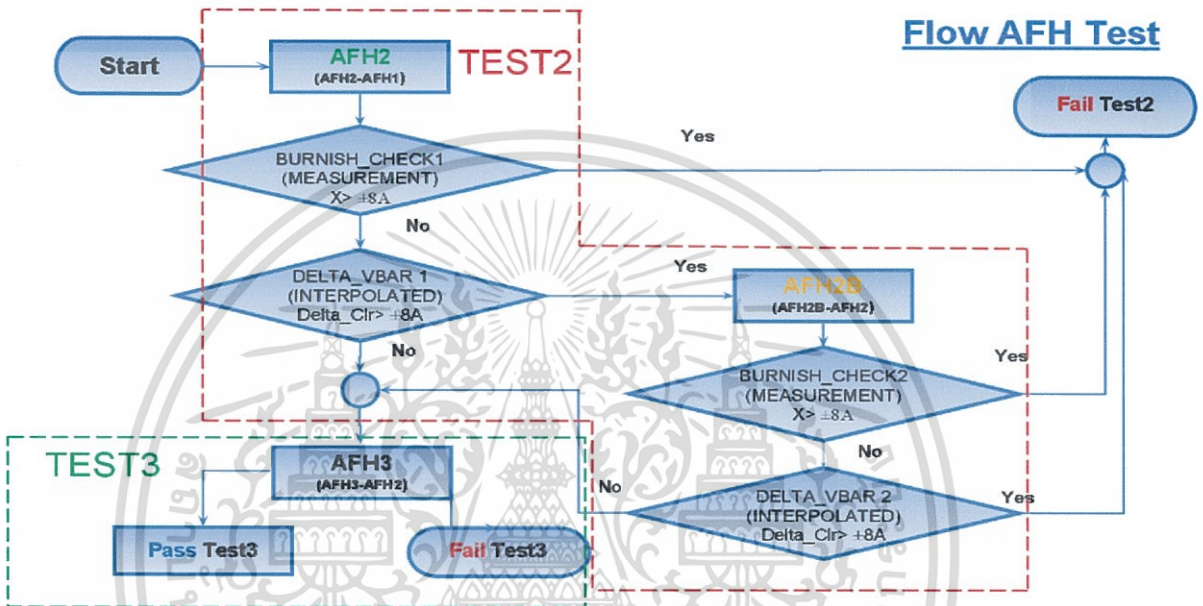 Flow AFH Test
Start
AFH2
(AFH2-AFH1)
TEST2
Fail Test2
Yes
BURNISH_CHECK1
(MEASUREMENT)
X> ±8A
No
DELTA_VBAR 1
(INTERPOLATED)
Delta_Clr> +8A
Yes
AFH2B
(AFH2B-AFH2)
No
Yes
BURNISH_CHECK2
(MEASUREMENT)
X> ±8A
No
TEST3
AFH3
(AFH3-AFH2)
No
DELTA_VBAR 2
(INTERPOLATED)
Delta_Clr> +8A
Yes
Pass Test3
Fail Test3